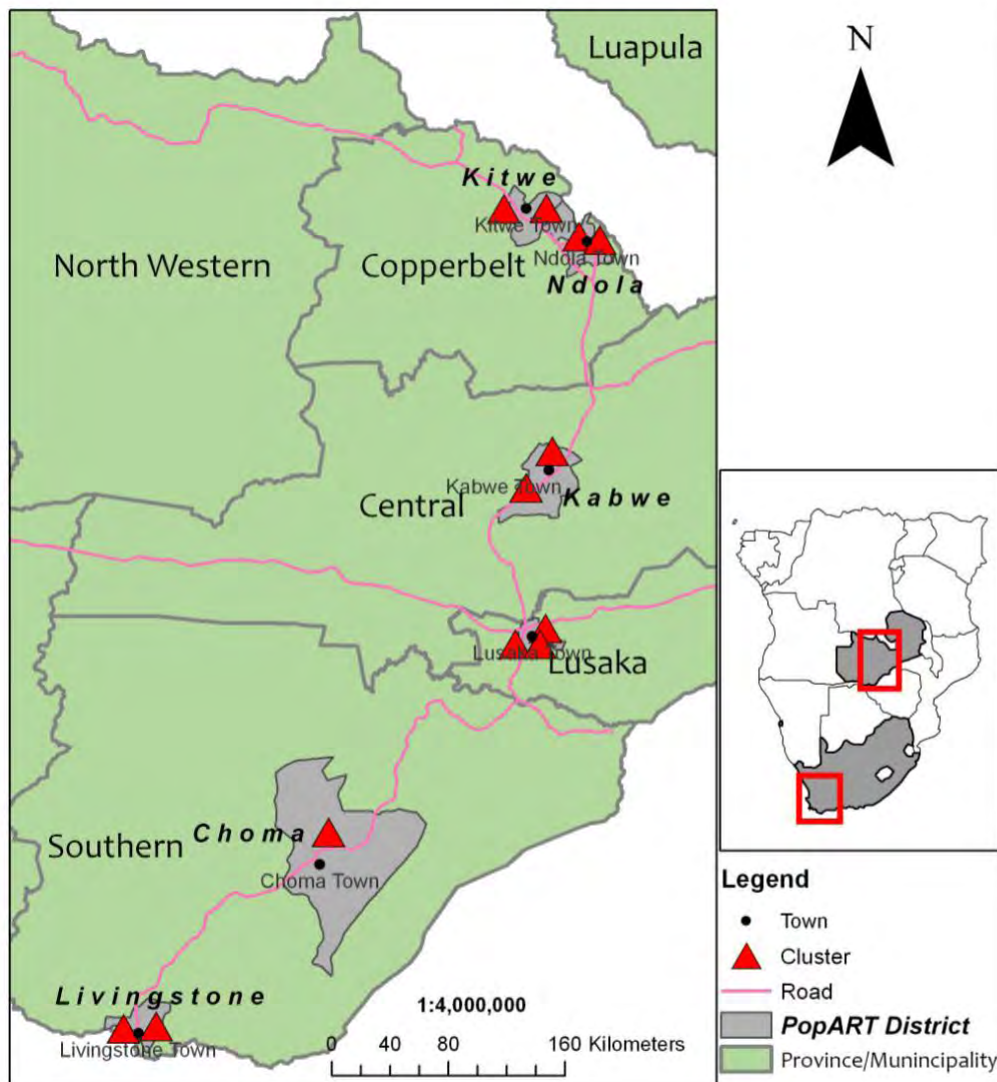 Luapula
N
Kitwe
Kitwe Town
North Western
Copperbelt
Ndola Town
Ndola
Kabwe Town
Kabwe
Central
Lusaka Town
Lusaka
Choma
Southern
Choma Town
Livingstone
Livingstone Town
1:4,000,000
0 40 80 160 Kilometers
Legend
Town
Cluster
Road
PopART District
Province/Munincipality